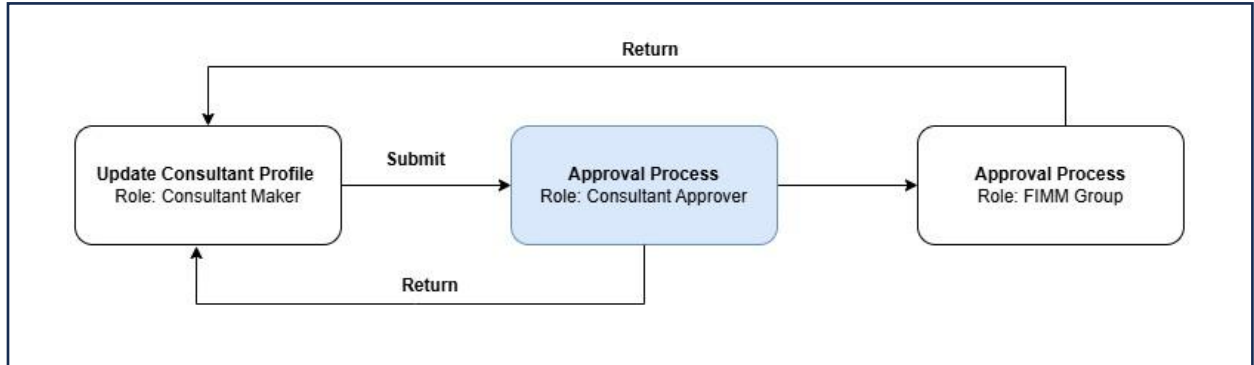 Return
Update Consultant Profile
Role: Consultant Maker
Submit
Approval Process
Role: Consultant Approver
Approval Process
Role: FIMM Group
Return